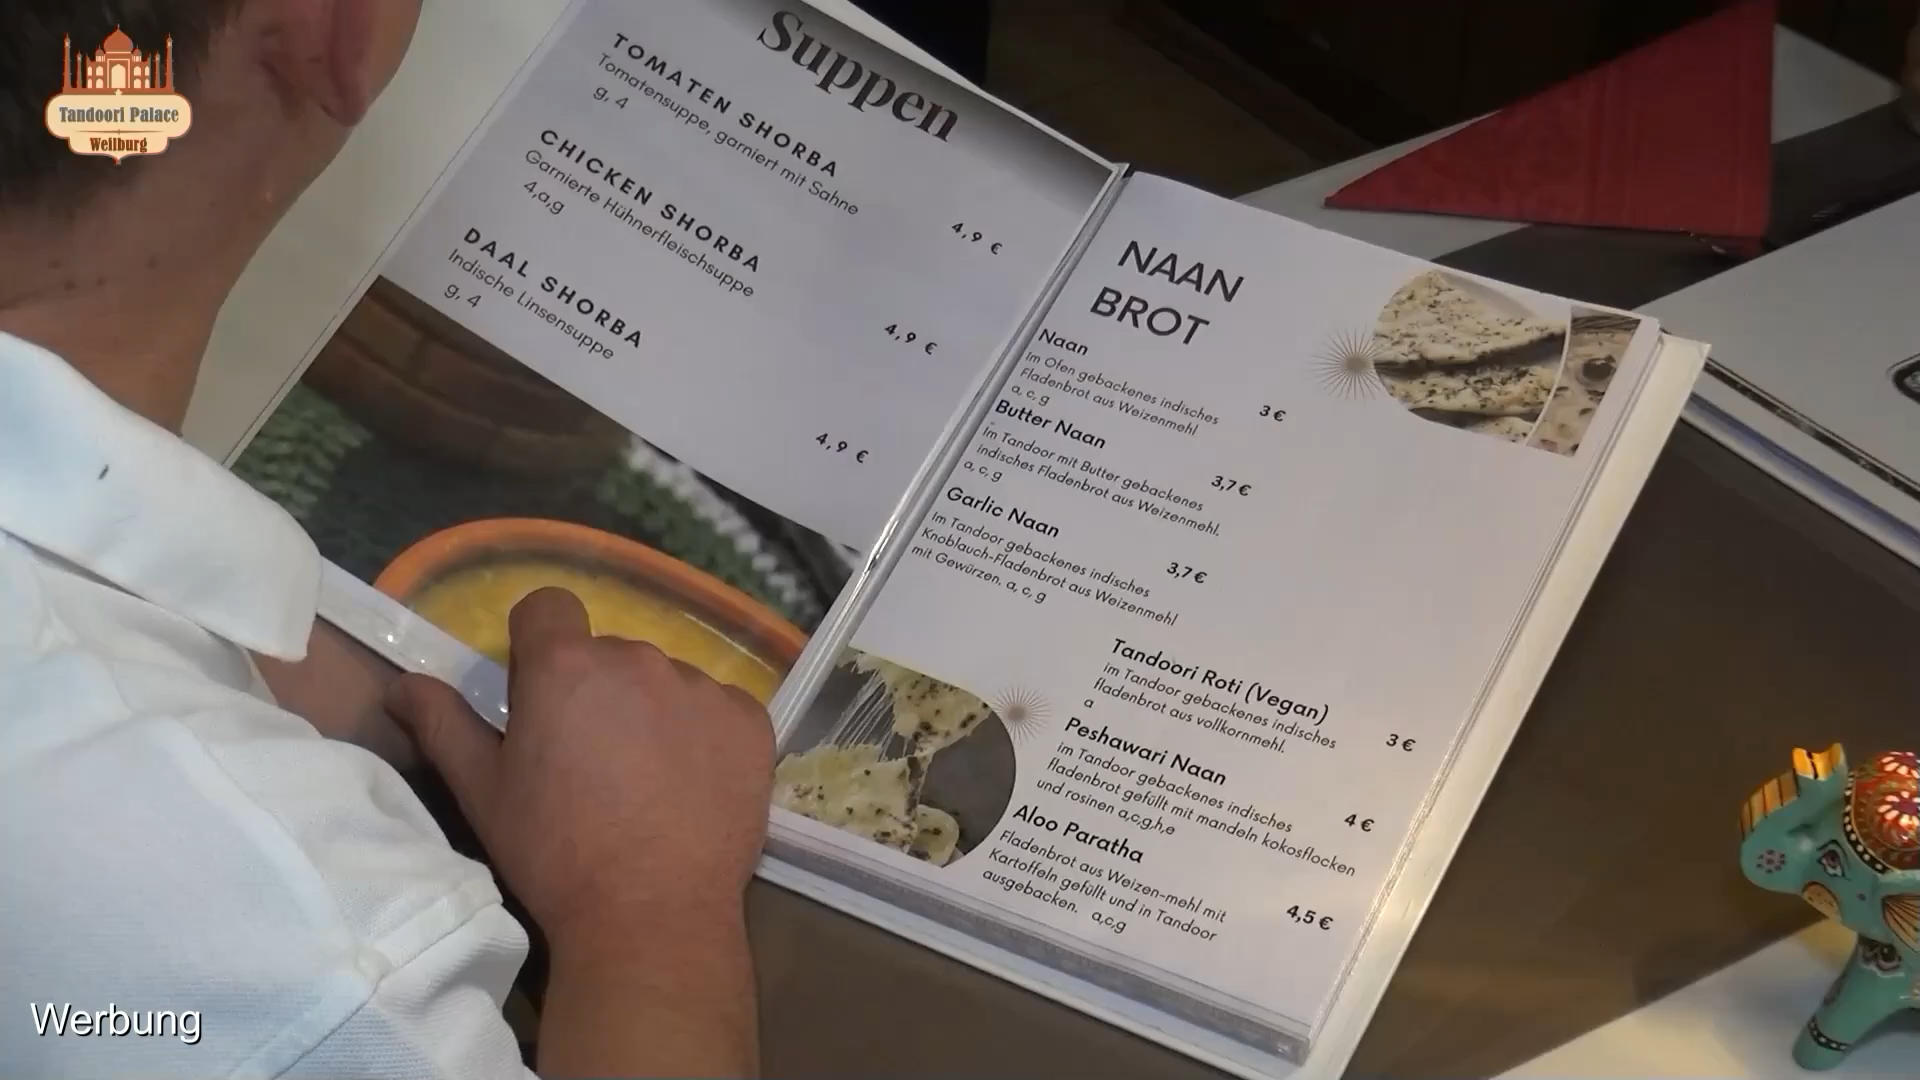 Tandoori Palace
Weilburg
Suppen
TOMATEN SHORBA
Tomatensuppe, garniert mit Sahne
g, 4
4,9 €
CHICKEN SHORBA
Garnierte Hühnerfleischsuppe
4,a,g
4,9 €
DAAL SHORBA
Indische Linsensuppe
g, 4
4,9 €
NAAN
BROT
Naan
Im Ofen gebackenes indisches
Fladenbrot aus Weizenmehl
a, c, g
3 €
Butter Naan
Im Tandoor mit Butter gebackenes
indisches Fladenbrot aus Weizenmehl.
a, c, g
3,7 €
Garlic Naan
Im Tandoor gebackenes indisches
Knoblauch-Fladenbrot aus Weizenmehl
mit Gewürzen. a, c, g
3,7 €
Tandoori Roti (Vegan)
im Tandoor gebackenes indisches
fladenbrot aus vollkornmehl.
a
3 €
Peshawari Naan
im Tandoor gebackenes indisches
fladenbrot gefüllt mit mandeln kokosflocken
und rosinen a,c,g,h,e
4 €
Aloo Paratha
Fladenbrot aus Weizen-mehl mit
Kartoffeln gefüllt und in Tandoor
ausgebacken. a,c,g
4,5 €
Werbung